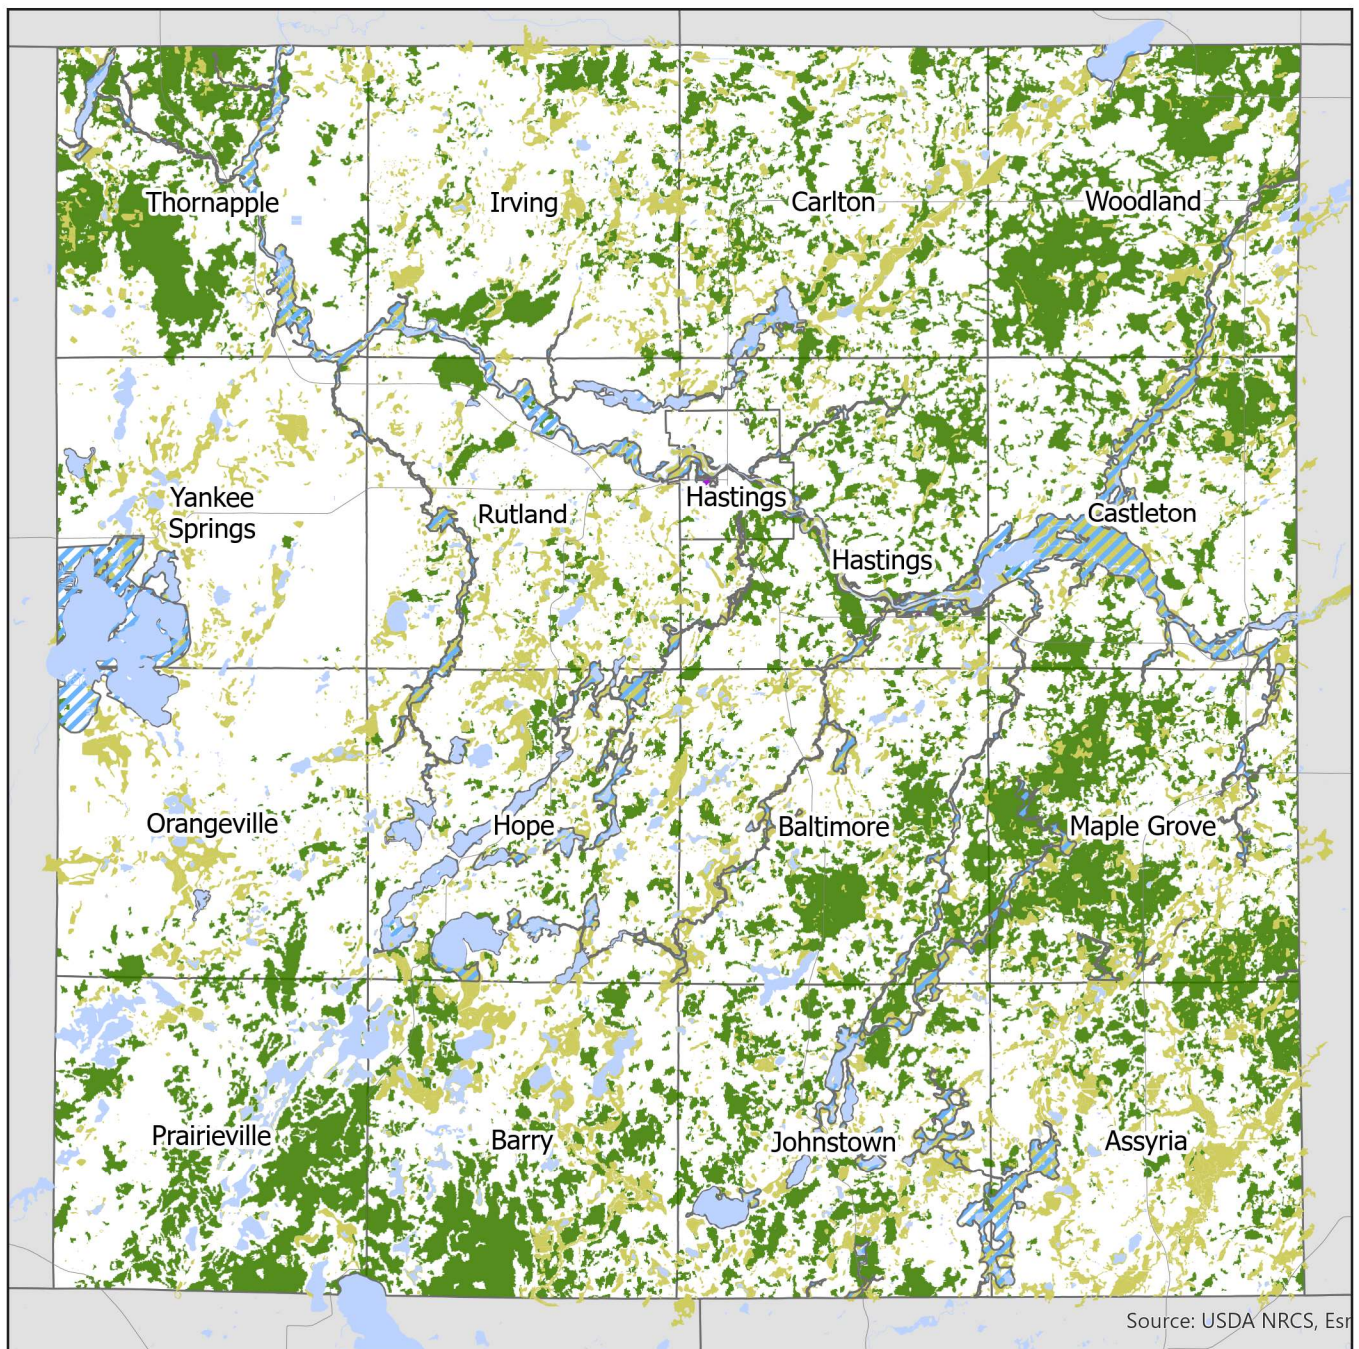 Thornapple
Irving
Carlton
Woodland
Yankee
Springs
Rutland
Hastings
Castleton
Hastings
Orangeville
Hope
Baltimore
Maple Grove
Prairieville
Barry
Johnstown
Assyria
Source: USDA NRCS, Esr